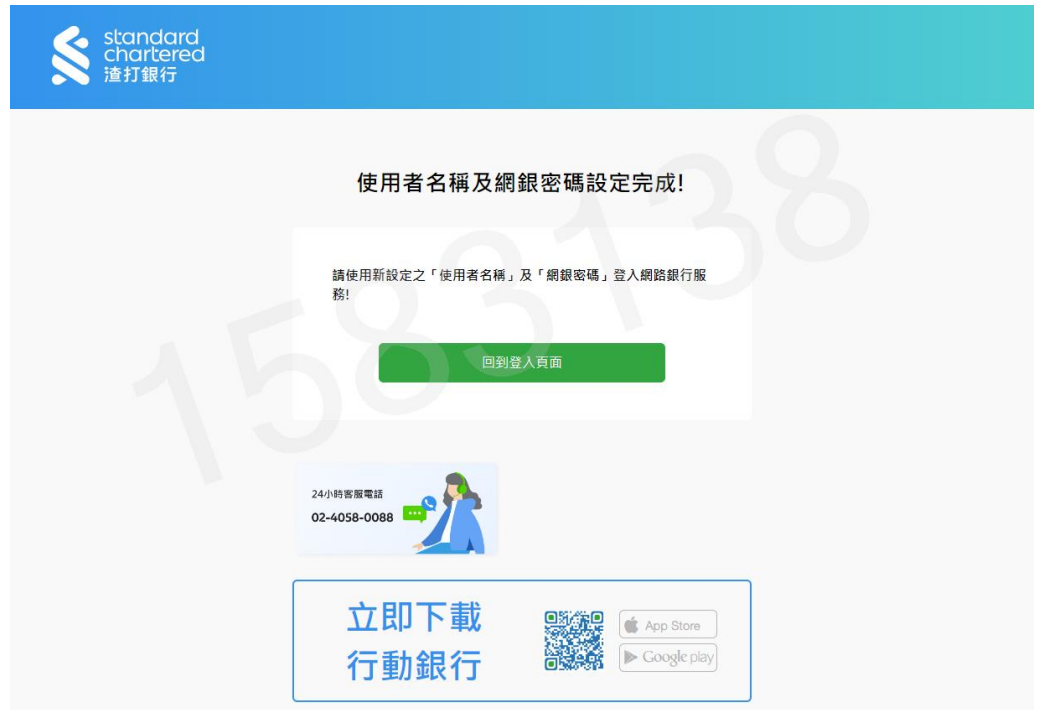 standard
chartered
渣打銀行
使用者名稱及網銀密碼設定完成!
請使用新設定之「使用者名稱」及「網銀密碼」登入網路銀行服
務!
回到登入頁面
1583138
24小時客服電話
02-4058-0088
立即下載
行動銀行
App Store
Google play